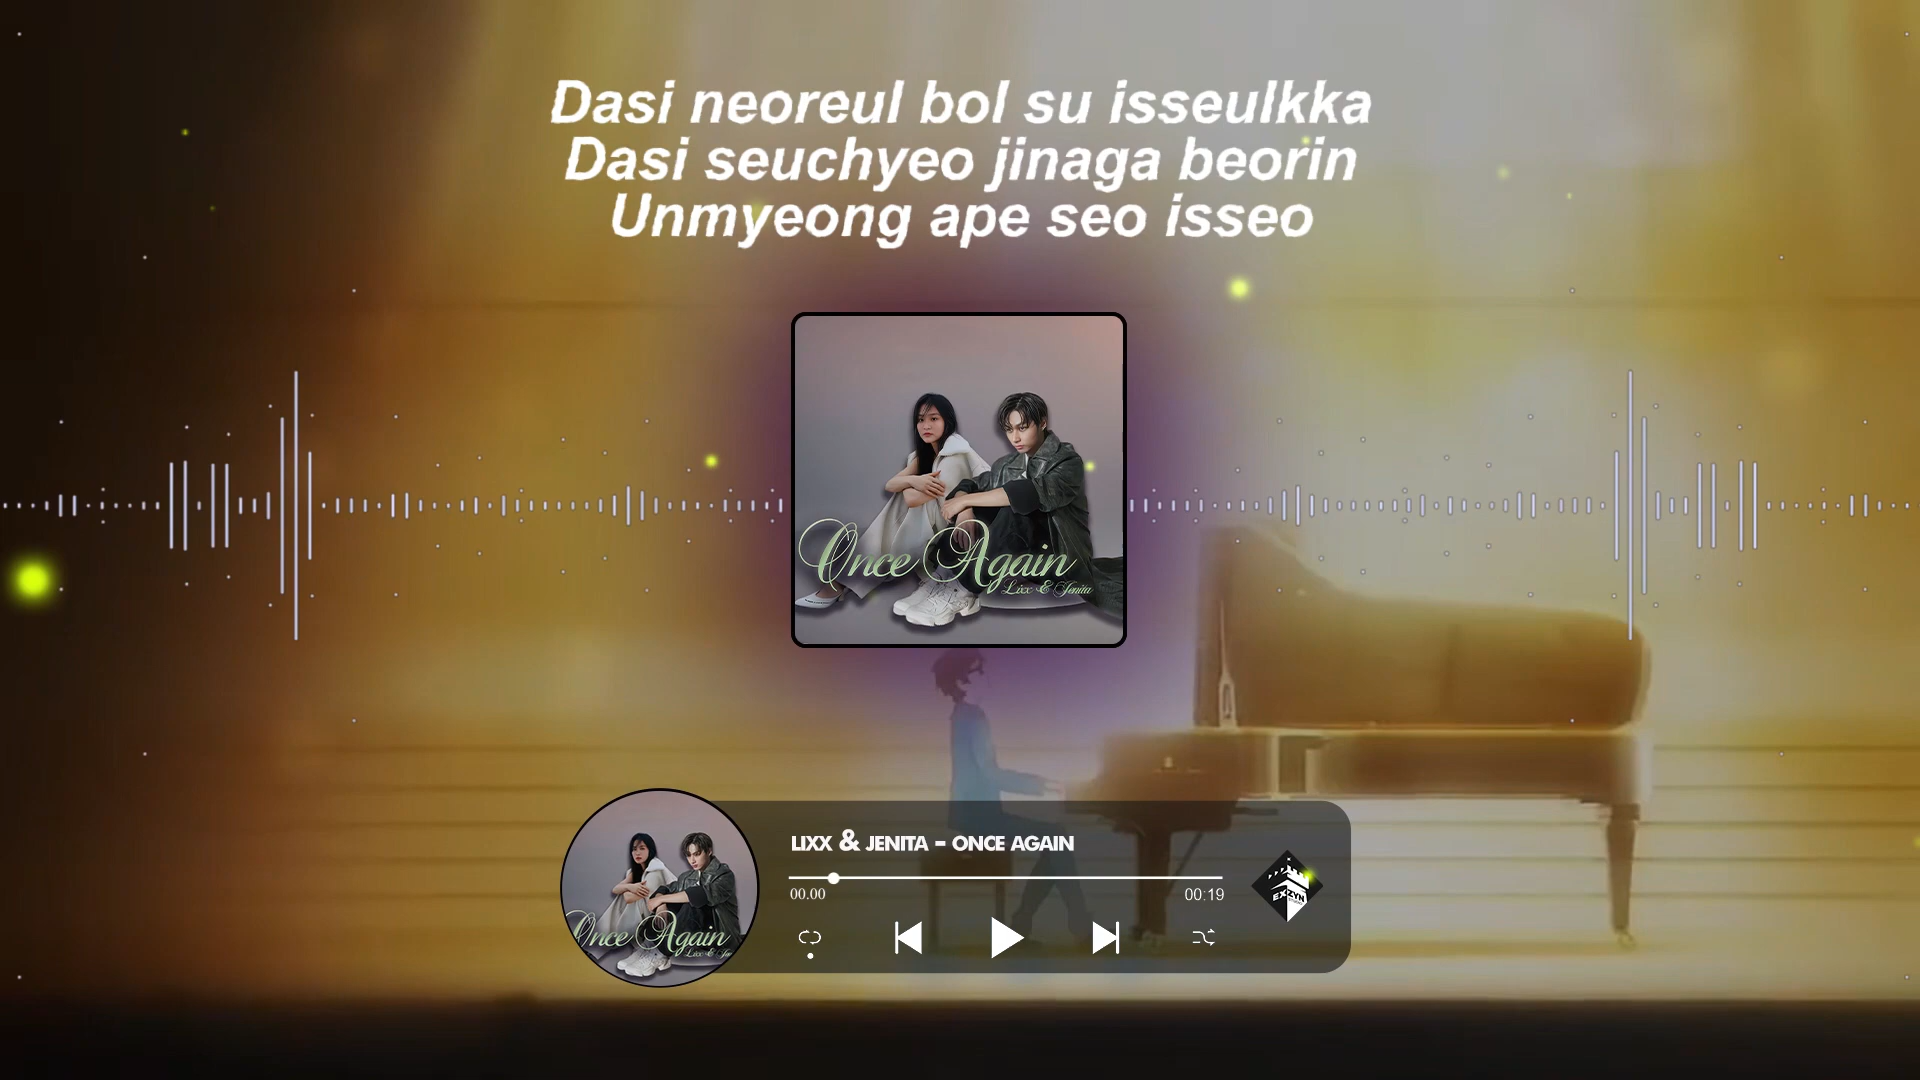 Dasi neoreul bol su isseulkka
Dasi seuchyeo jinaga beorin
Unmyeong ape seo isseo
Once Again
Lixx & Jenita
LIXX & JENITA - ONCE AGAIN
00.00
00:19
EXZYN
Once Again